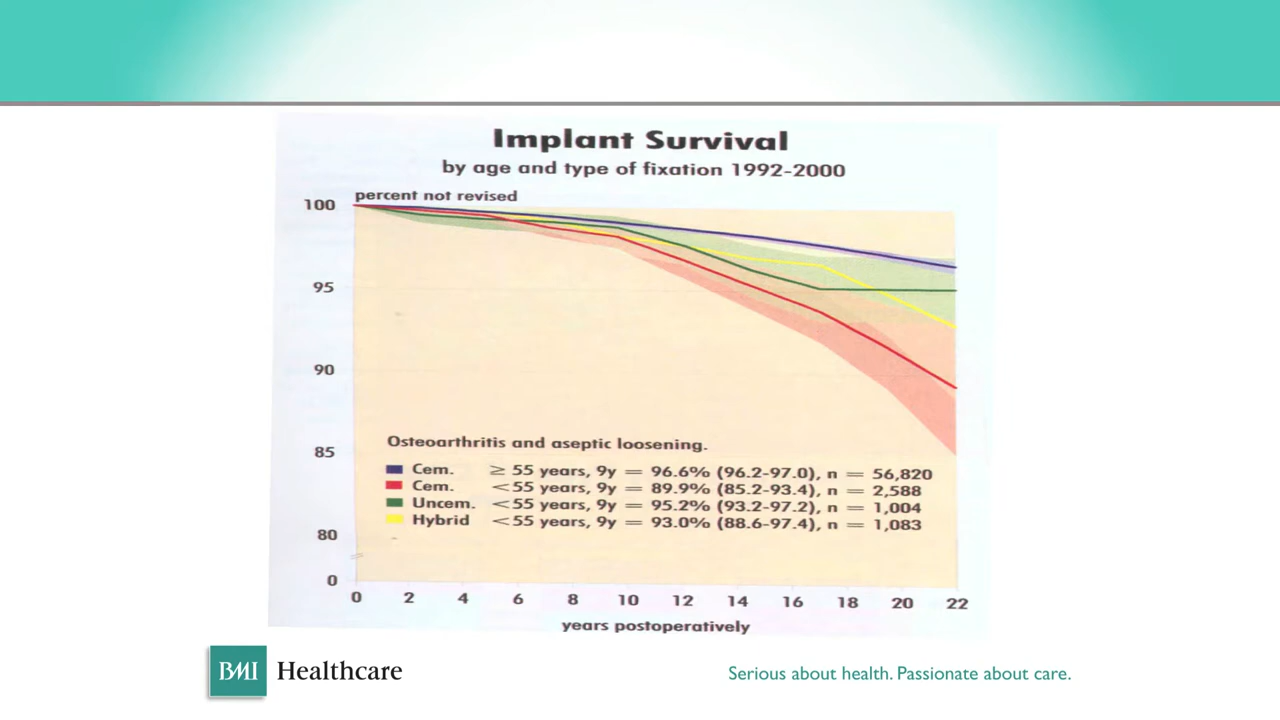 Implant Survival
by age and type of fixation 1992-2000
percent not revised
100
95
90
85
80
0
Osteoarthritis and aseptic loosening.
Cem. ≥ 55 years, 9y = 96.6% (96.2-97.0), n = 56,820
Cem. <55 years, 9y = 89.9% (85.2-93.4), n = 2,588
Uncem. <55 years, 9y = 95.2% (93.2-97.2), n = 1,004
Hybrid <55 years, 9y = 93.0% (88.6-97.4), n = 1,083
0 2 4 6 8 10 12 14 16 18 20 22
years postoperatively
BMI Healthcare
Serious about health. Passionate about care.